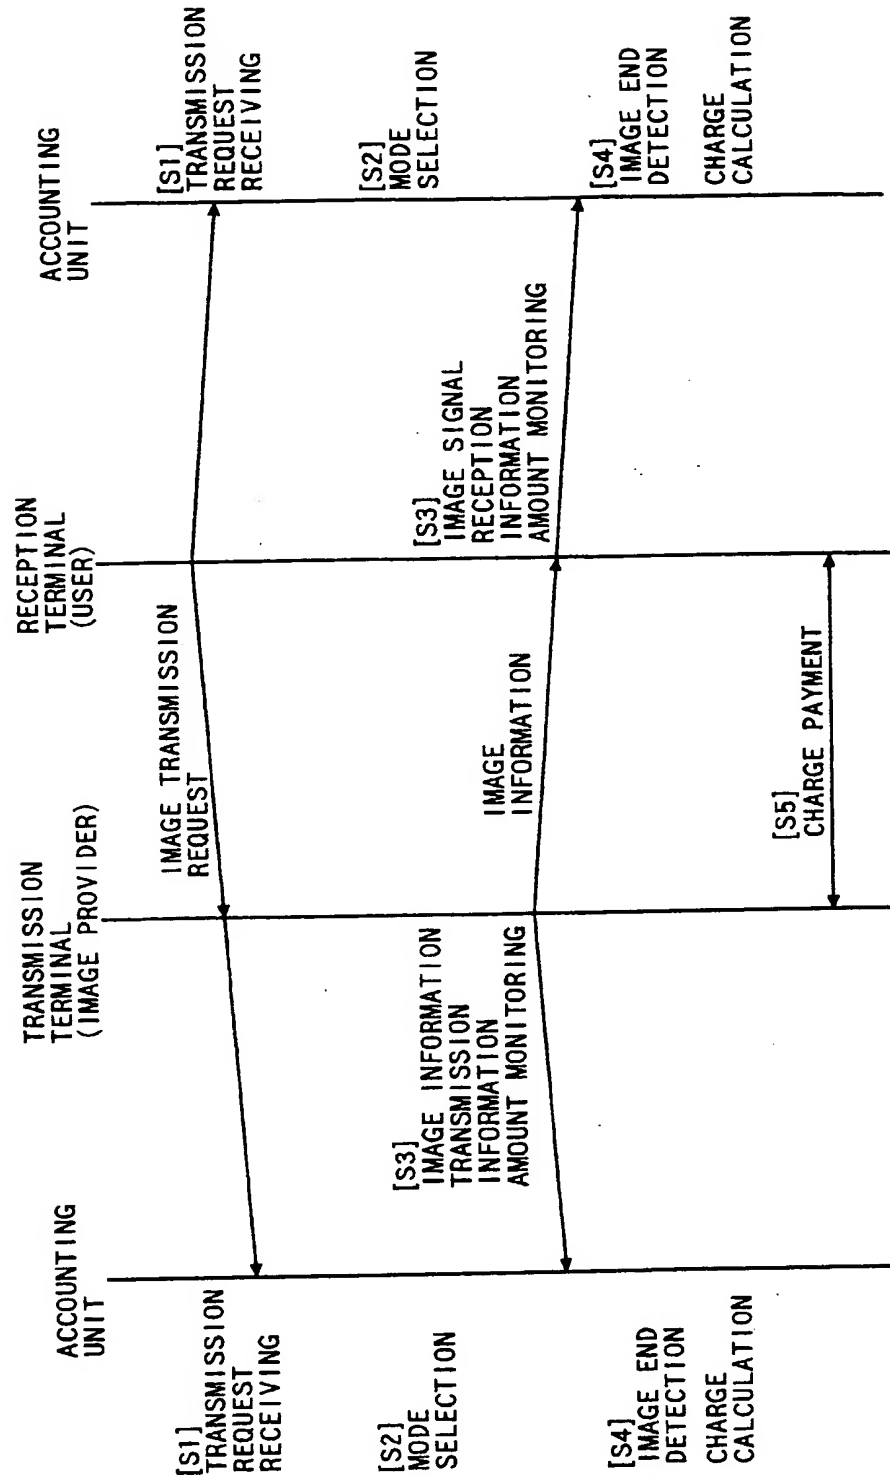 ACCOUNTING
UNIT
TRANSMISSION
TERMINAL
(IMAGE PROVIDER)
RECEPTION
TERMINAL
(USER)
ACCOUNTING
UNIT
[S1]
TRANSMISSION
REQUEST
RECEIVING
IMAGE TRANSMISSION
REQUEST
[S1]
TRANSMISSION
REQUEST
RECEIVING
[S2]
MODE
SELECTION
[S2]
MODE
SELECTION
[S3]
IMAGE INFORMATION
TRANSMISSION
INFORMATION
AMOUNT MONITORING
IMAGE
INFORMATION
[S3]
IMAGE SIGNAL
RECEPTION
INFORMATION
AMOUNT MONITORING
[S4]
IMAGE END
DETECTION
CHARGE
CALCULATION
[S4]
IMAGE END
DETECTION
CHARGE
CALCULATION
[S5]
CHARGE PAYMENT